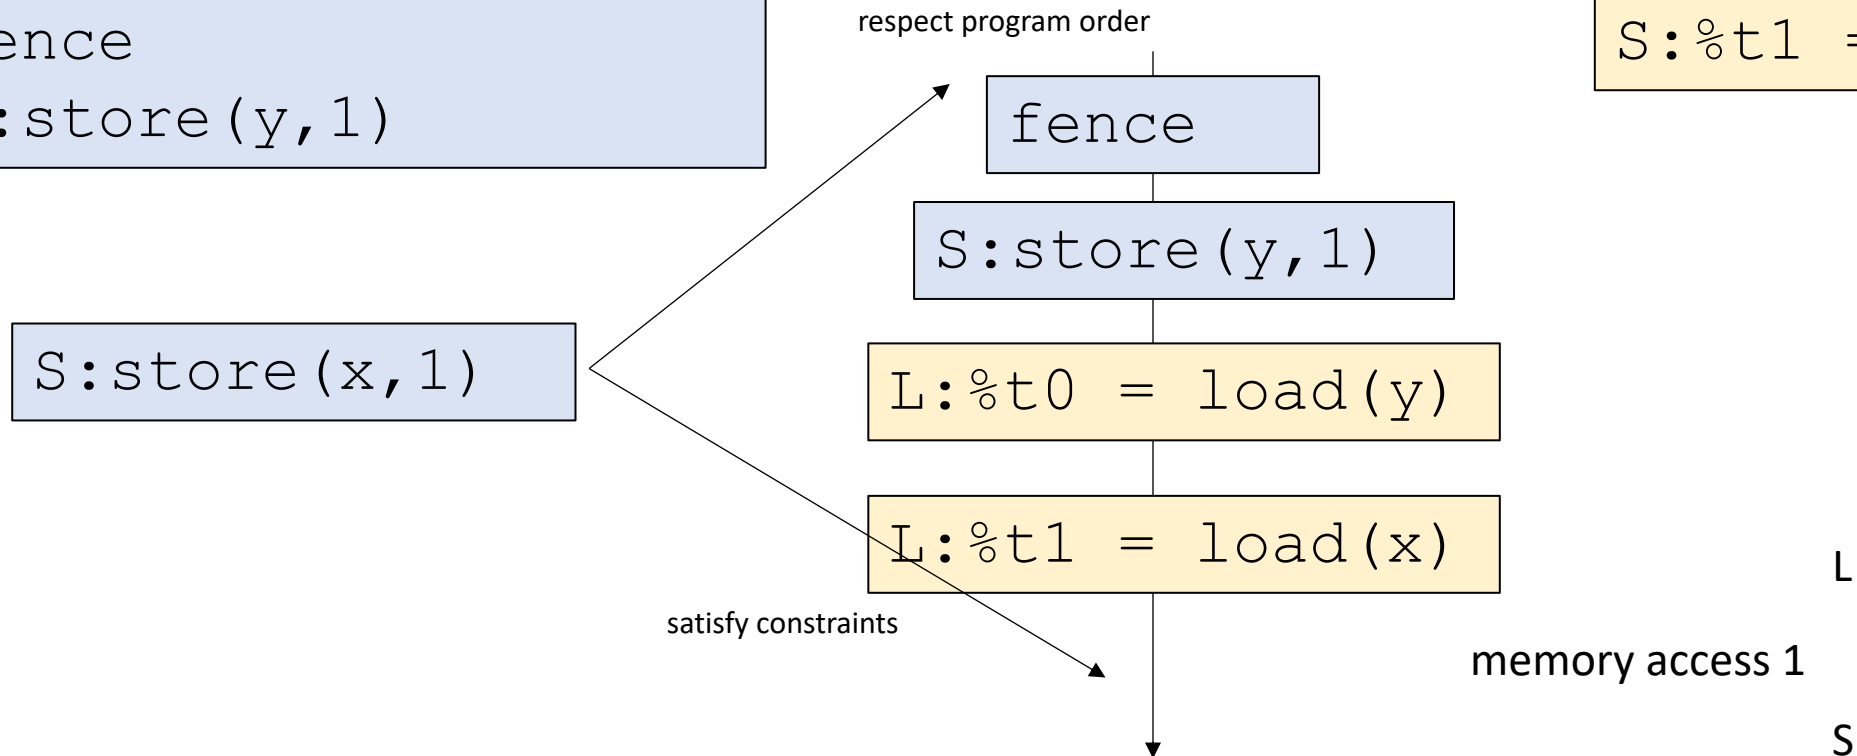 ence
:store(y,1)
respect program order
S:%t1 =
fence
S:store(y,1)
S:store(x,1)
L:%t0 = load(y)
L:%t1 = load(x)
satisfy constraints
L
memory access 1
S